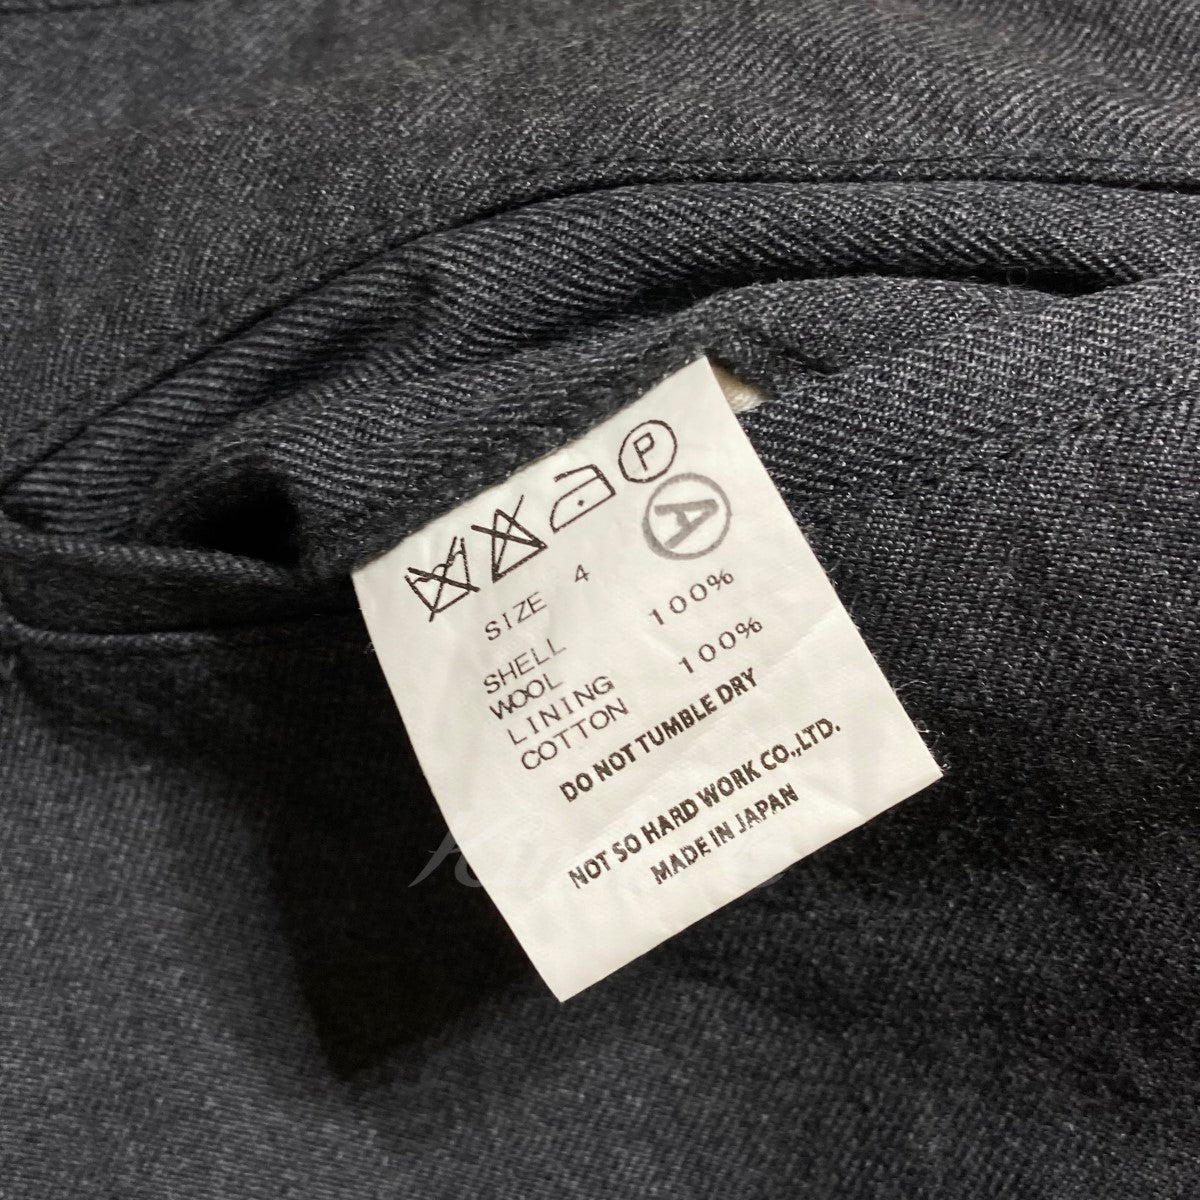 P
A
SIZE 4
SHELL
WOOL 100%
LINING
COTTON 100%
DO NOT TUMBLE DRY
NOT SO HARD WORK CO.,LTD.
MADE IN JAPAN